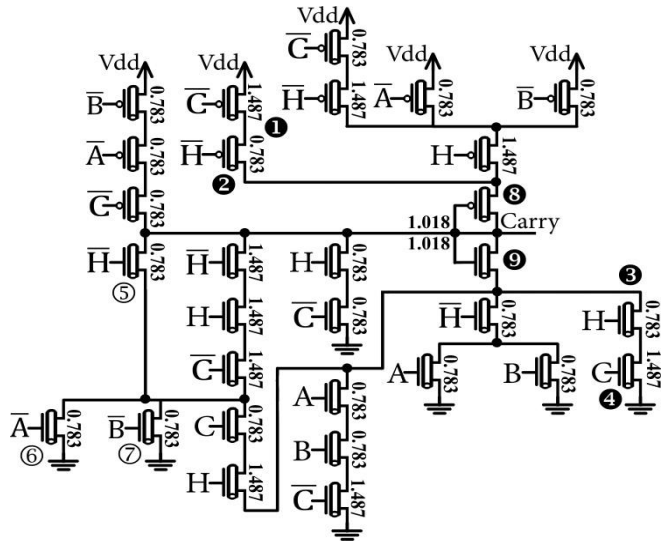 Vdd
C̅ 0.783
Vdd Vdd Vdd Vdd
B̅ 0.783 C̅ 1.487 H̅ 1.487 A̅ 0.783 B̅ 0.783
❶
A̅ 0.783 H̅ 0.783 H 1.487
❷
C̅ 0.783 ❽
1.018 Carry
1.018
H̅ 0.783 H̅ 1.487 H 0.783 ❾
⑤ ❸
H 1.487 C̅ 0.783 H̅ 0.783 H 0.783
C̅ 1.487 A 0.783 B 0.783 C 1.487
A 0.783 ❹
A̅ 0.783 B̅ 0.783 C 0.783
⑥ ⑦ B 0.783
H 1.487 C̅ 1.487